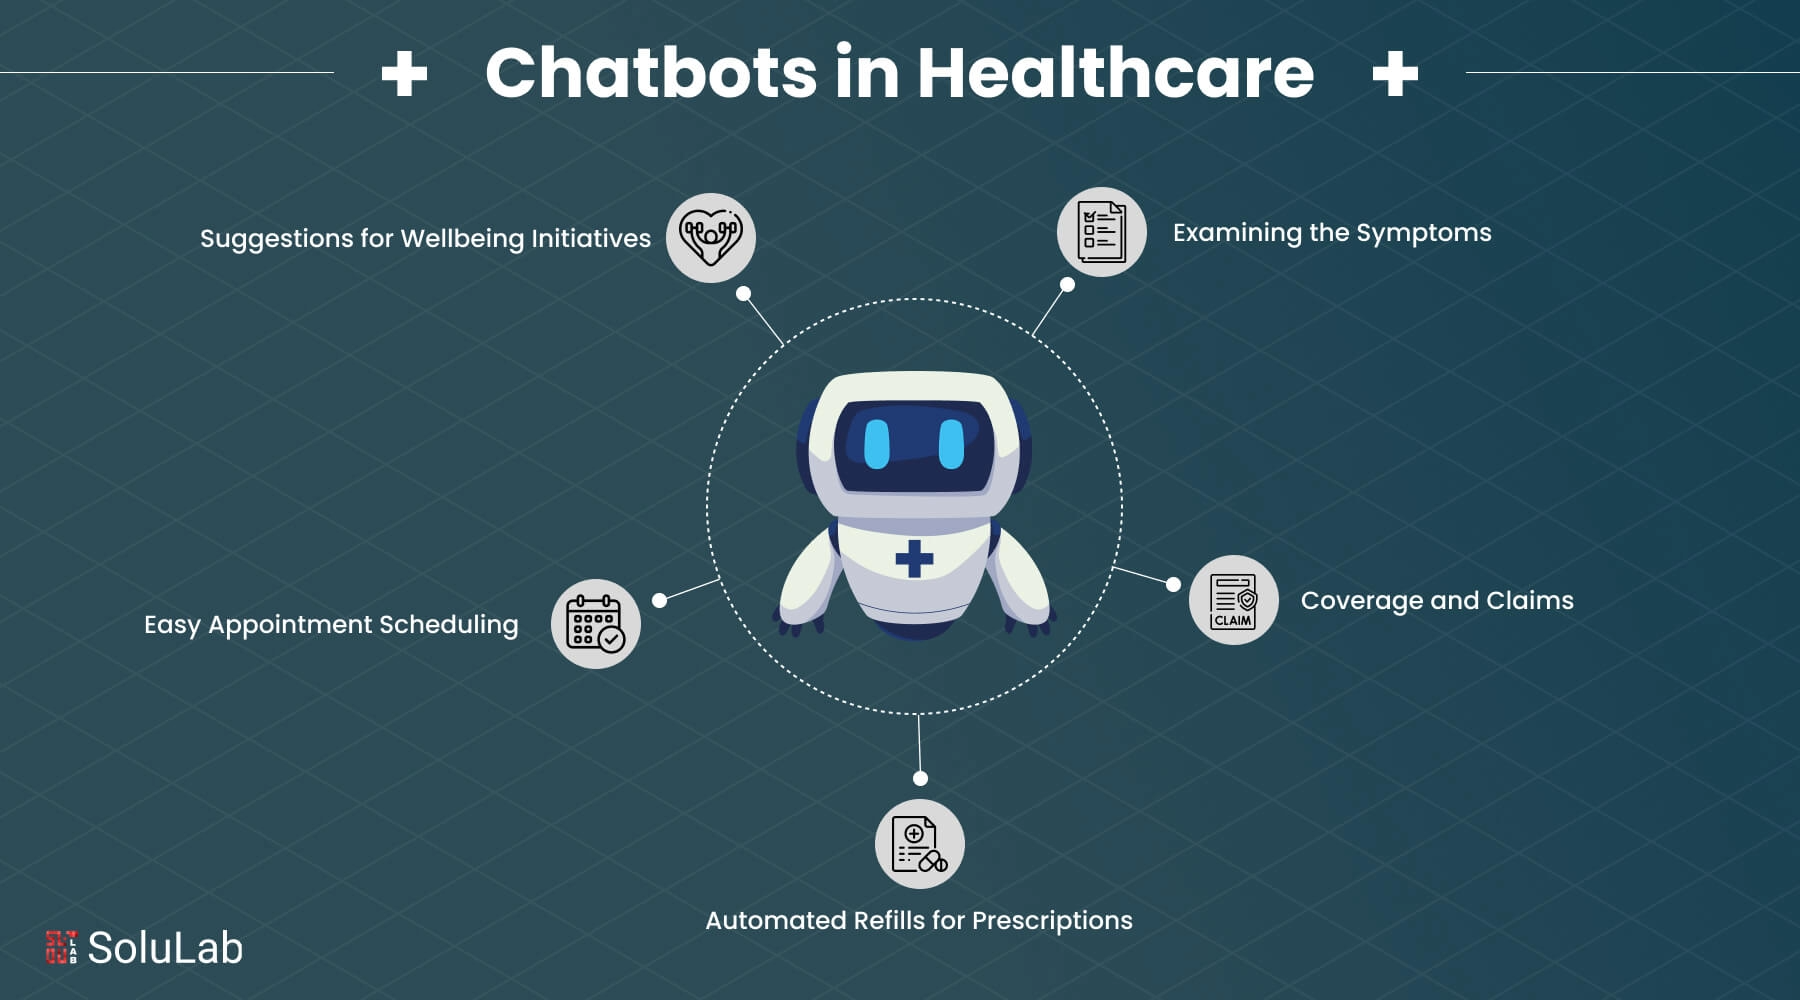 Chatbots in Healthcare
Suggestions for Wellbeing Initiatives
Examining the Symptoms
Easy Appointment Scheduling
CLAIM
Coverage and Claims
Automated Refills for Prescriptions
SoluLab